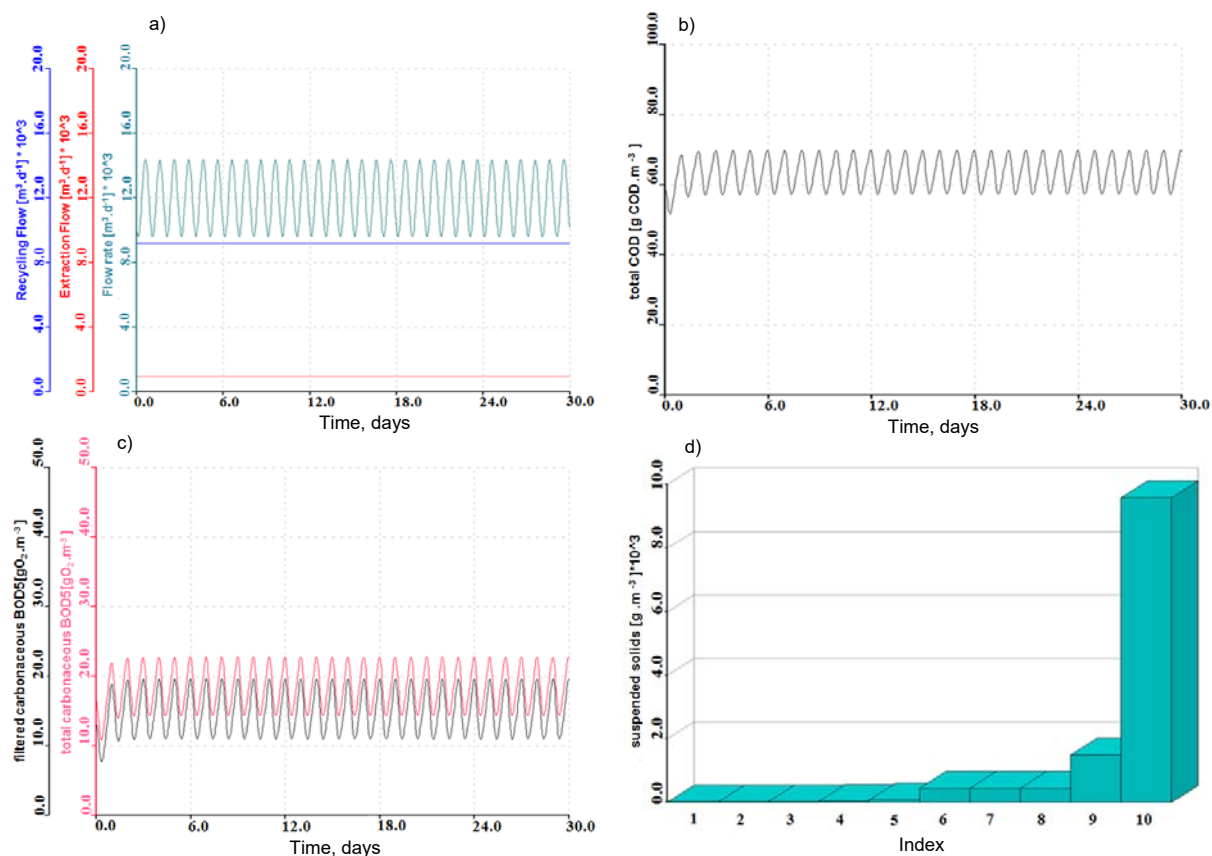 a)
Recycling Flow [m³.d⁻¹] * 10^3
0.0 4.0 8.0 12.0 16.0 20.0
Extraction Flow [m³.d⁻¹] * 10^3
0.0 4.0 8.0 12.0 16.0 20.0
Flow rate [m³.d⁻¹] * 10^3
0.0 4.0 8.0 12.0 16.0 20.0
0.0 6.0 12.0 18.0 24.0 30.0
Time, days
b)
total COD [g COD.m⁻³]
0.0 20.0 40.0 60.0 80.0 100.0
0.0 6.0 12.0 18.0 24.0 30.0
Time, days
c)
filtered carbonaceous BOD5[gO₂.m⁻³]
0.0 10.0 20.0 30.0 40.0 50.0
total carbonaceous BOD5[gO₂.m⁻³]
0.0 10.0 20.0 30.0 40.0 50.0
0.0 6.0 12.0 18.0 24.0 30.0
Time, days
d)
suspended solids [g .m⁻³]*10^3
0.0 2.0 4.0 6.0 8.0 10.0
1 2 3 4 5 6 7 8 9 10
Index